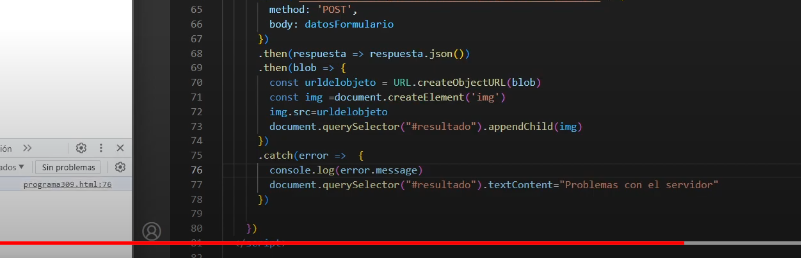 65 method: 'POST',
66 body: datosFormulario
67 })
68 .then(respuesta => respuesta.json())
69 .then(blob => {
70 const urldelobjeto = URL.createObjectURL(blob)
71 const img =document.createElement('img')
72 img.src=urldelobjeto
73 document.querySelector("#resultado").appendChild(img)
74 })
75 .catch(error => {
76 console.log(error.message)
77 document.querySelector("#resultado").textContent="Problemas con el servidor"
78 })
79
80 })
ión
ados
Sin problemas
programa309.html:76